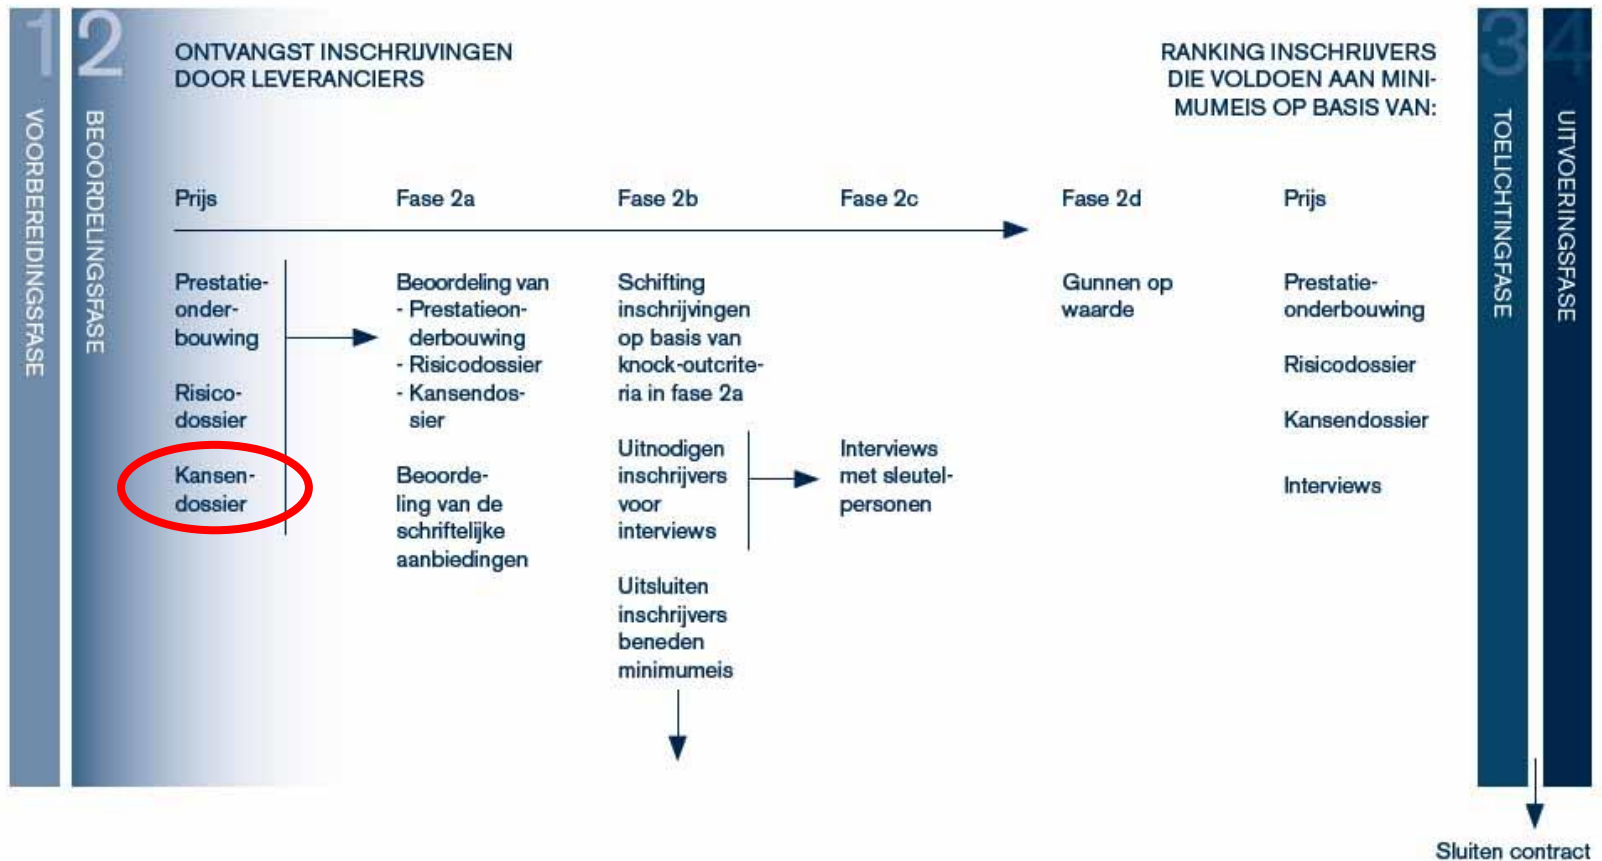 1
VOORBEREIDINGSFASE
2
BEOORDELINGSFASE
ONTVANGST INSCHRIJVINGEN
DOOR LEVERANCIERS
RANKING INSCHRIJVERS
DIE VOLDOEN AAN MINI-
MUMEIS OP BASIS VAN:
Prijs
Prestatie-
onder-
bouwing
Risico-
dossier
Kansen-
dossier
Fase 2a
Beoordeling van
- Prestatieon-
derbouwing
- Risicodossier
- Kansendos-
sier
Beoorde-
ling van de
schriftelijke
aanbiedingen
Fase 2b
Schifting
inschrijvingen
op basis van
knock-outcrite-
ria in fase 2a
Uitnodigen
inschrijvers
voor
interviews
Uitsluiten
inschrijvers
beneden
minimumeis
Fase 2c
Interviews
met sleutel-
personen
Fase 2d
Gunnen op
waarde
Prijs
Prestatie-
onderbouwing
Risicodossier
Kansendossier
Interviews
3
TOELICHTINGFASE
4
UITVOERINGSFASE
Sluiten contract